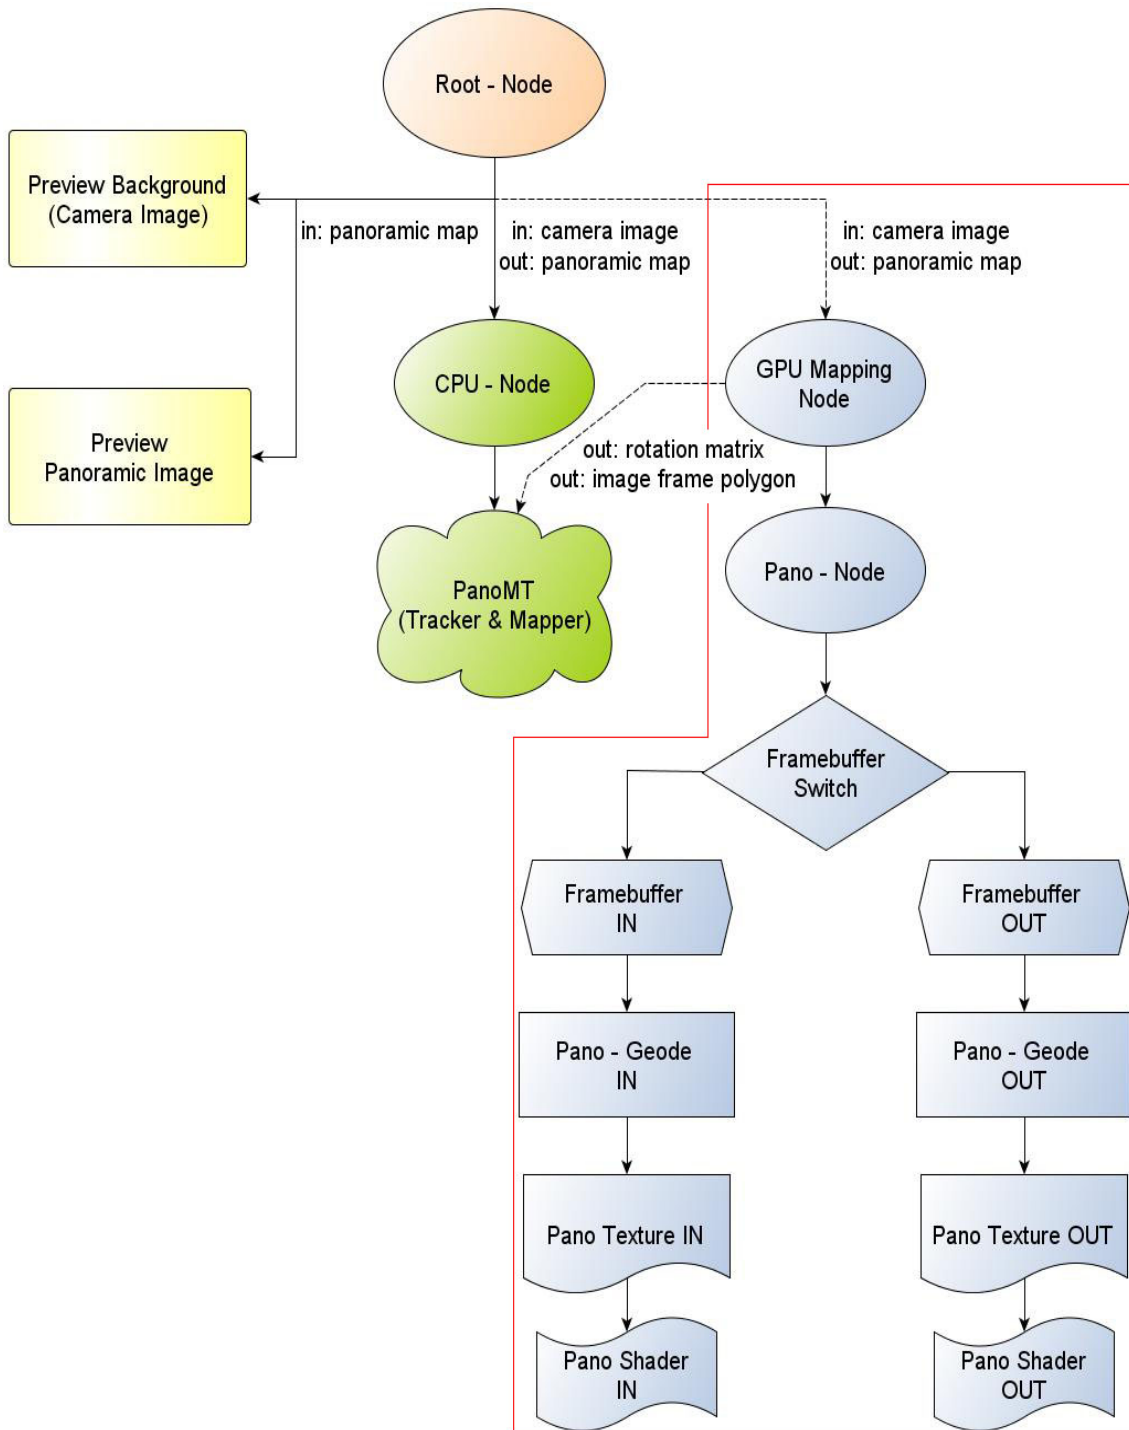 Root - Node
Preview Background
(Camera Image)
in: panoramic map
in: camera image
out: panoramic map
in: camera image
out: panoramic map
CPU - Node
GPU Mapping
Node
Preview
Panoramic Image
out: rotation matrix
out: image frame polygon
PanoMT
(Tracker & Mapper)
Pano - Node
Framebuffer
Switch
Framebuffer
IN
Framebuffer
OUT
Pano - Geode
IN
Pano - Geode
OUT
Pano Texture IN
Pano Texture OUT
Pano Shader
IN
Pano Shader
OUT